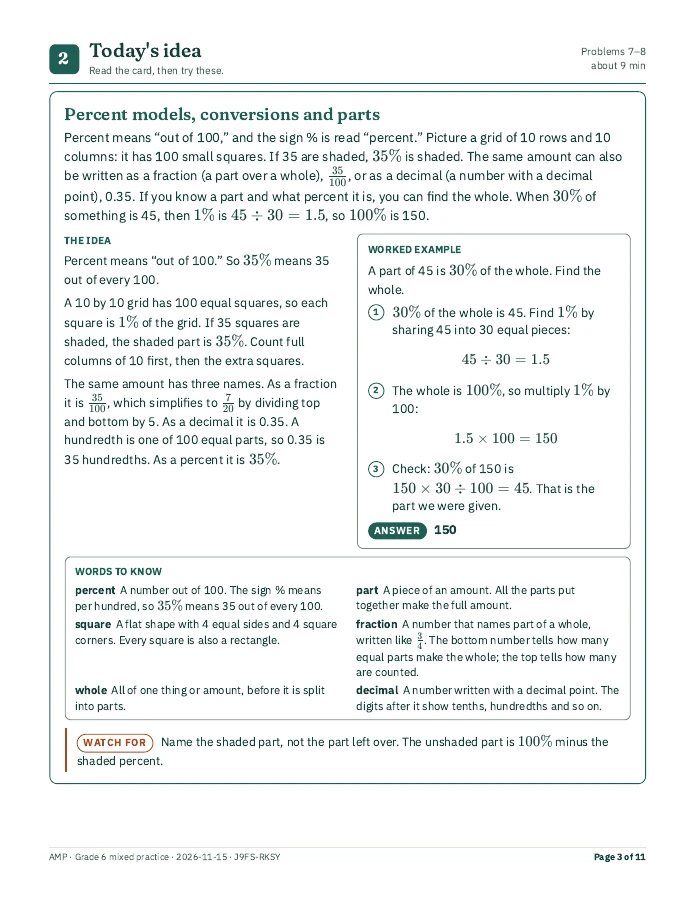 2
Today's idea
Read the card, then try these.
Problems 7–8
about 9 min
Percent models, conversions and parts
Percent means “out of 100,” and the sign % is read “percent.” Picture a grid of 10 rows and 10
columns: it has 100 small squares. If 35 are shaded, 35% is shaded. The same amount can also
be written as a fraction (a part over a whole), 35/100, or as a decimal (a number with a decimal
point), 0.35. If you know a part and what percent it is, you can find the whole. When 30% of
something is 45, then 1% is 45 ÷ 30 = 1.5, so 100% is 150.
THE IDEA
Percent means “out of 100.” So 35% means 35
out of every 100.
A 10 by 10 grid has 100 equal squares, so each
square is 1% of the grid. If 35 squares are
shaded, the shaded part is 35%. Count full
columns of 10 first, then the extra squares.
The same amount has three names. As a fraction
it is 35/100, which simplifies to 7/20 by dividing top
and bottom by 5. As a decimal it is 0.35. A
hundredth is one of 100 equal parts, so 0.35 is
35 hundredths. As a percent it is 35%.
WORKED EXAMPLE
A part of 45 is 30% of the whole. Find the
whole.
1 30% of the whole is 45. Find 1% by
sharing 45 into 30 equal pieces:
45 ÷ 30 = 1.5
2 The whole is 100%, so multiply 1% by
100:
1.5 × 100 = 150
3 Check: 30% of 150 is
150 × 30 ÷ 100 = 45. That is the
part we were given.
ANSWER 150
WORDS TO KNOW
percent A number out of 100. The sign % means
per hundred, so 35% means 35 out of every 100.
part A piece of an amount. All the parts put
together make the full amount.
square A flat shape with 4 equal sides and 4 square
corners. Every square is also a rectangle.
fraction A number that names part of a whole,
written like 3/4. The bottom number tells how many
equal parts make the whole; the top tells how many
are counted.
whole All of one thing or amount, before it is split
into parts.
decimal A number written with a decimal point. The
digits after it show tenths, hundredths and so on.
WATCH FOR Name the shaded part, not the part left over. The unshaded part is 100% minus the
shaded percent.
AMP · Grade 6 mixed practice · 2026-11-15 · J9FS-RKSY
Page 3 of 11